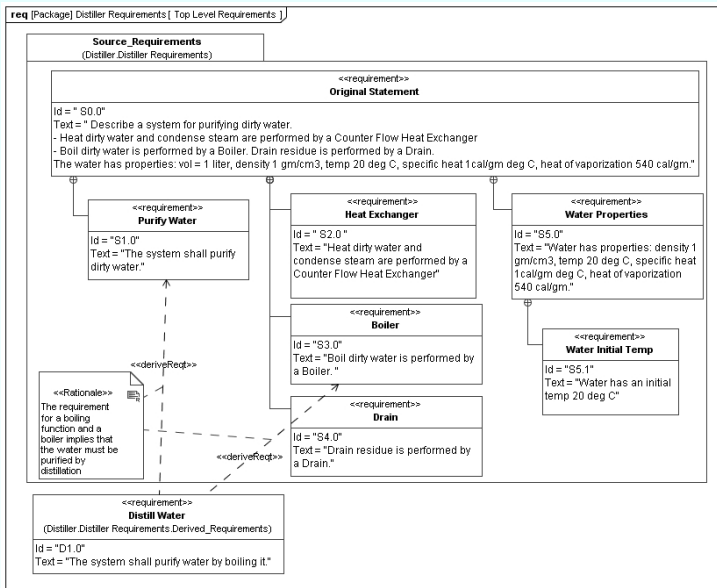 req [Package] Distiller Requirements [ Top Level Requirements ]
Source_Requirements
(Distiller.Distiller Requirements)
<<requirement>>
Original Statement
Id = " S0.0"
Text = " Describe a system for purifying dirty water.
- Heat dirty water and condense steam are performed by a Counter Flow Heat Exchanger
- Boil dirty water is performed by a Boiler. Drain residue is performed by a Drain.
The water has properties: vol = 1 liter, density 1 gm/cm3, temp 20 deg C, specific heat 1cal/gm deg C, heat of vaporization 540 cal/gm."
<<requirement>>
Purify Water
Id = "S1.0"
Text = "The system shall purify
dirty water."
<<requirement>>
Heat Exchanger
Id = " S2.0 "
Text = "Heat dirty water and
condense steam are performed by a
Counter Flow Heat Exchanger"
<<requirement>>
Water Properties
Id = "S5.0"
Text = "Water has properties: density 1
gm/cm3, temp 20 deg C, specific heat
1cal/gm deg C, heat of vaporization
540 cal/gm."
<<requirement>>
Boiler
Id = "S3.0"
Text = "Boil dirty water is performed by
a Boiler. "
<<requirement>>
Water Initial Temp
Id = "S5.1"
Text = "Water has an initial
temp 20 deg C"
<<deriveReqt>>
<<Rationale>>
The requirement
for a boiling
function and a
boiler implies that
the water must be
purified by
distillation
<<requirement>>
Drain
Id = "S4.0"
Text = "Drain residue is performed by
a Drain."
<<deriveReqt>>
<<requirement>>
Distill Water
(Distiller.Distiller Requirements.Derived_Requirements)
Id = "D1.0"
Text = "The system shall purify water by boiling it."